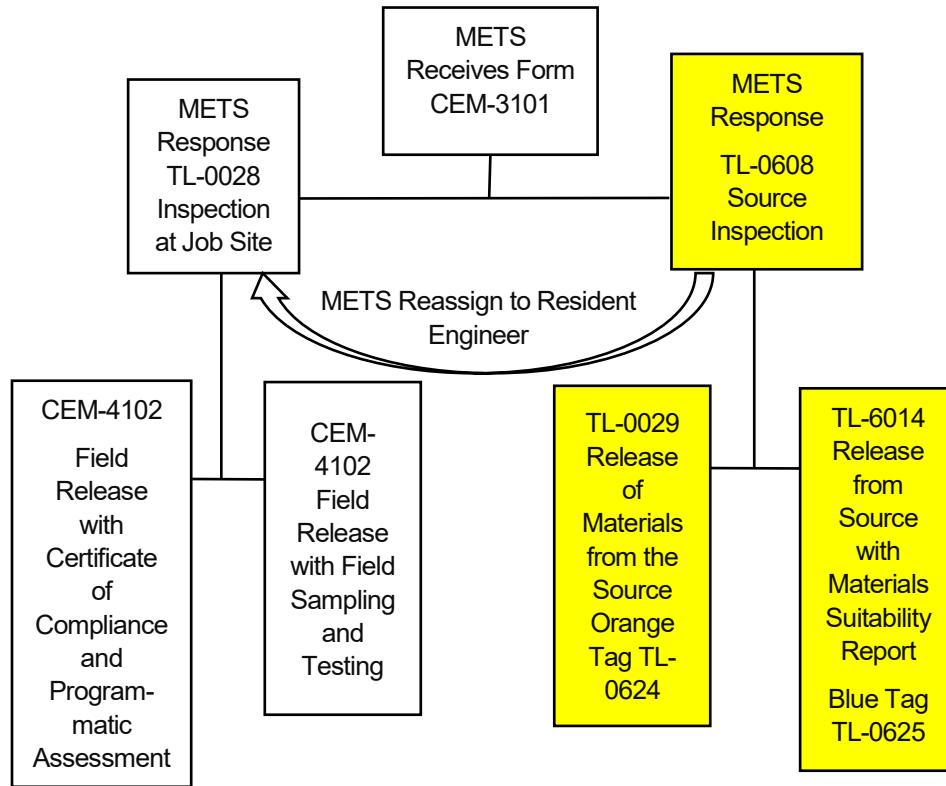 METS
Receives Form
CEM-3101
METS
Response
TL-0028
Inspection
at Job Site
METS
Response
TL-0608
Source
Inspection
METS Reassign to Resident
Engineer
CEM-4102
Field
Release
with
Certificate
of
Compliance
and
Program-
matic
Assessment
CEM-
4102
Field
Release
with Field
Sampling
and
Testing
TL-0029
Release
of
Materials
from the
Source
Orange
Tag TL-
0624
TL-6014
Release
from
Source
with
Materials
Suitability
Report
Blue Tag
TL-0625